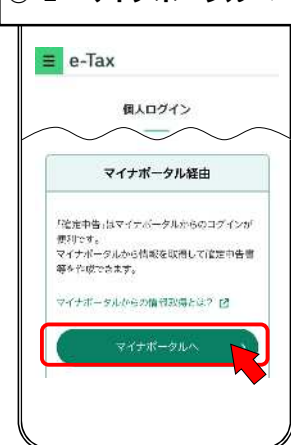 e-Tax
個人ログイン
マイナポータル経由
「確定申告」はマイナポータルからのログインが
便利です。
マイナポータルから情報を取得して確定申告書
等を作成できます。
マイナポータルからの情報取得とは？
マイナポータルへ